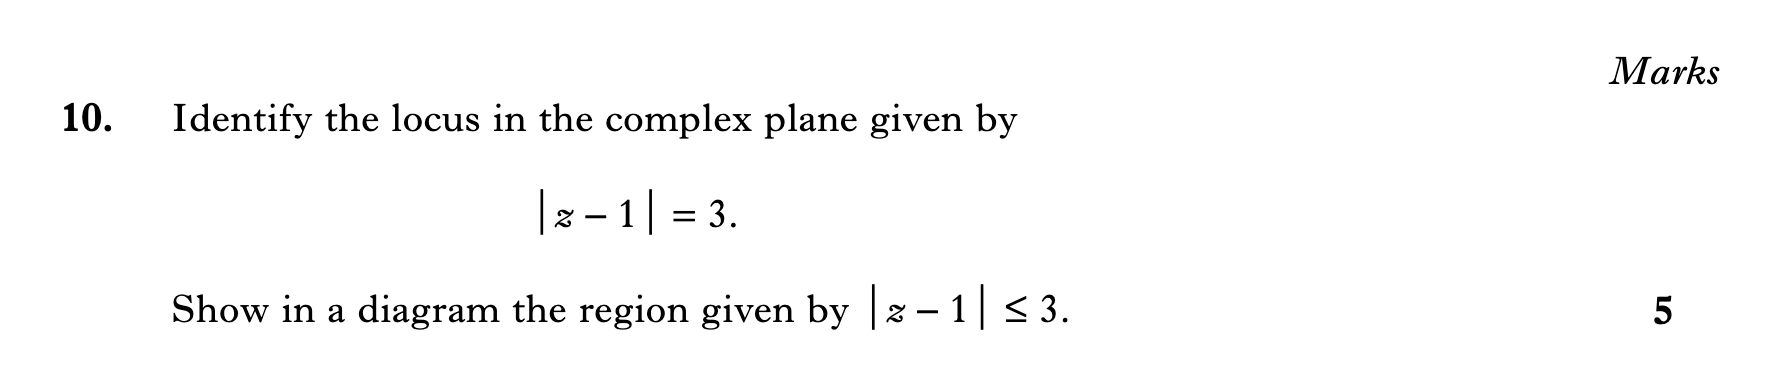 Marks
10. Identify the locus in the complex plane given by
|z – 1| = 3.
Show in a diagram the region given by |z – 1| ≤ 3. 5